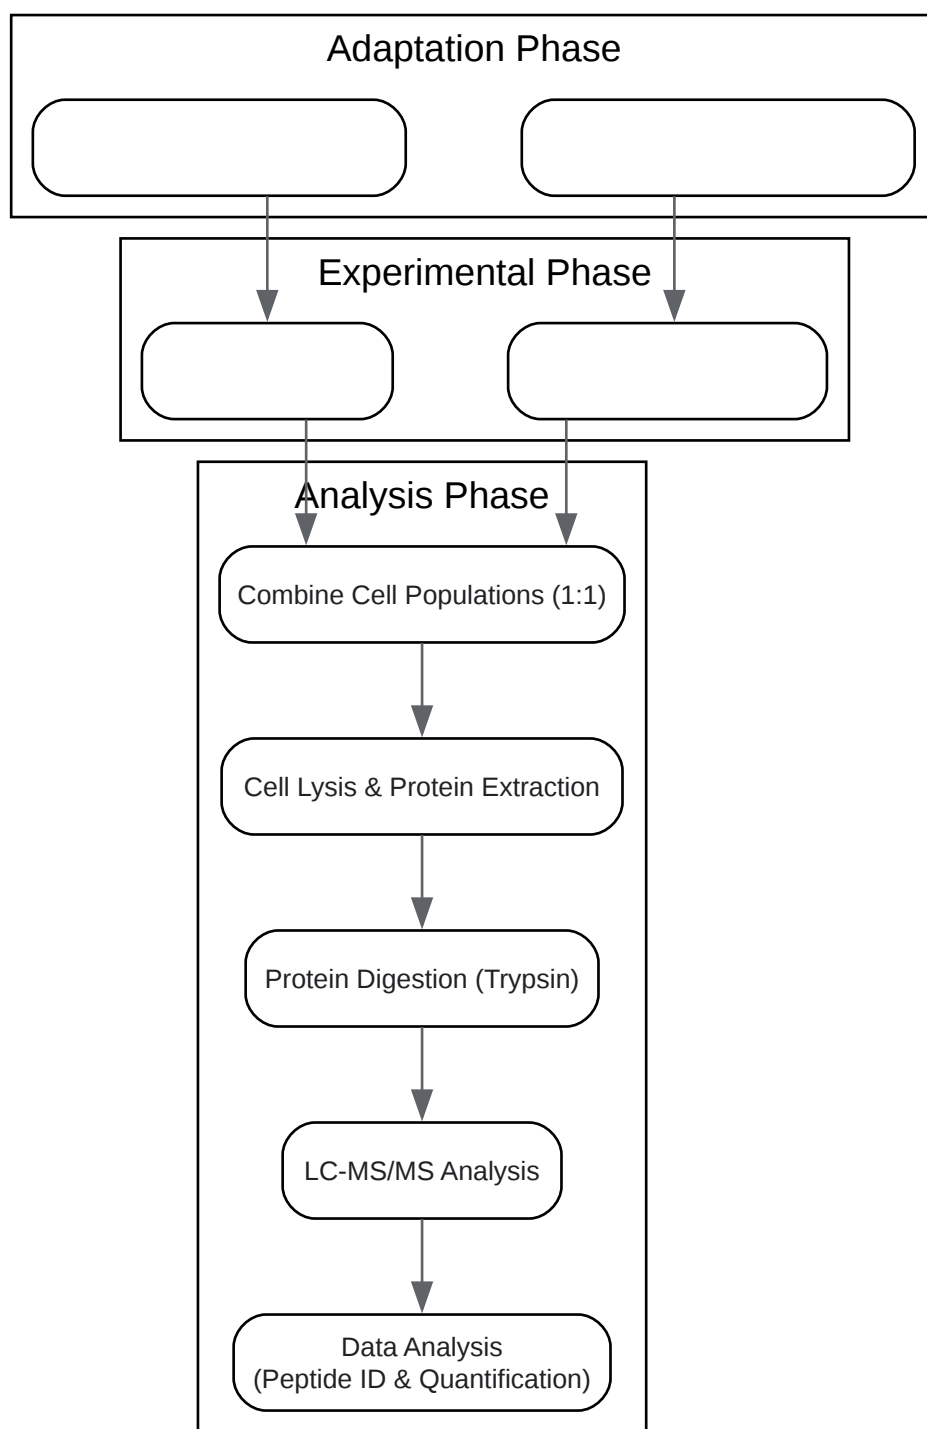 Adaptation Phase
Experimental Phase
Analysis Phase
Combine Cell Populations (1:1)
Cell Lysis & Protein Extraction
Protein Digestion (Trypsin)
LC-MS/MS Analysis
Data Analysis
(Peptide ID & Quantification)